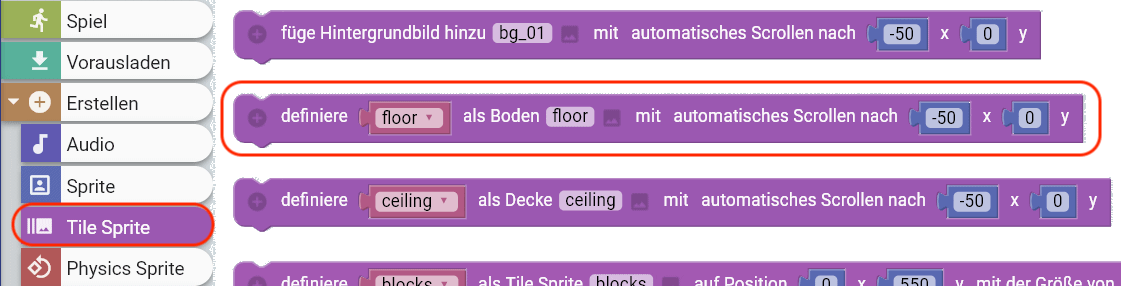 Spiel
Vorausladen
Erstellen
Audio
Sprite
Tile Sprite
Physics Sprite
füge Hintergrundbild hinzu bg_01 mit automatisches Scrollen nach -50 x 0 y
definiere floor als Boden floor mit automatisches Scrollen nach -50 x 0 y
definiere ceiling als Decke ceiling mit automatisches Scrollen nach -50 x 0 y
definiere blocks als Tile Sprite blocks auf Position 0 x 550 y mit der Größe von